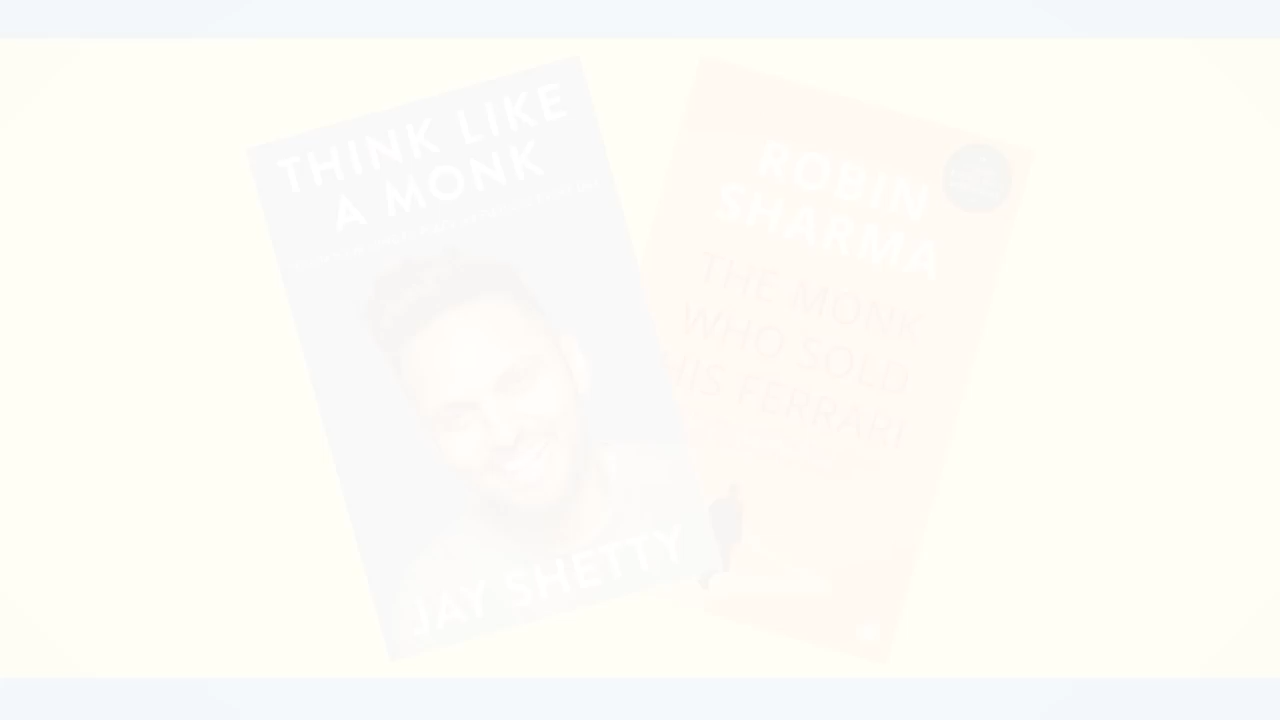 THINK LIKE
A MONK
JAY SHETTY
ROBIN
SHARMA
THE MONK
WHO SOLD
HIS FERRARI